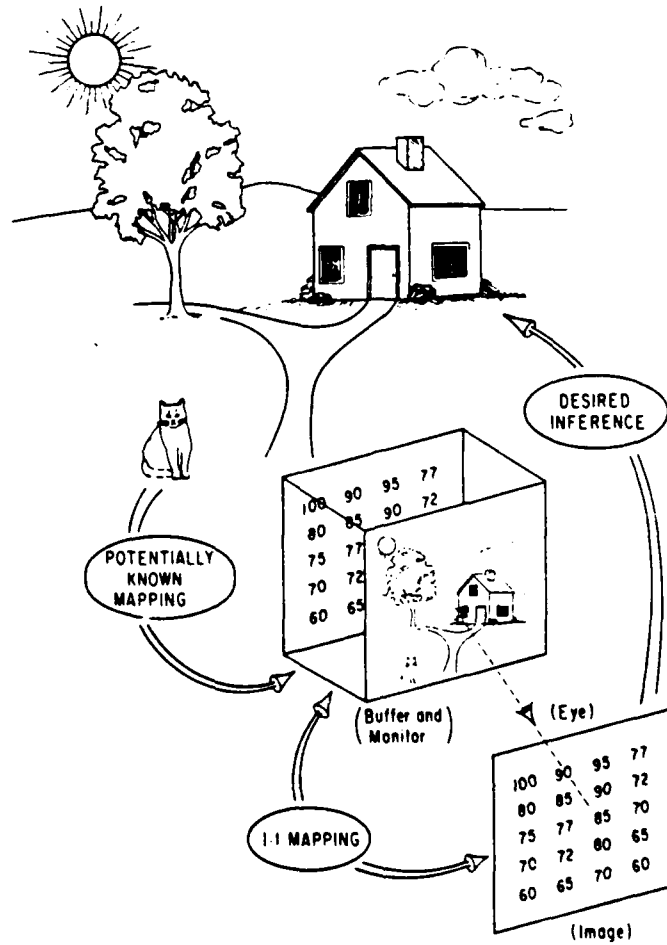 DESIRED
INFERENCE
100 90 95 77
80 85 90 72
75 77
70 72
60 65
POTENTIALLY
KNOWN
MAPPING
(Buffer and
Monitor)
(Eye)
1-1 MAPPING
100 90 95 77
80 85 90 72
75 77 85 70
70 72 80 65
60 65 70 60
(Image)